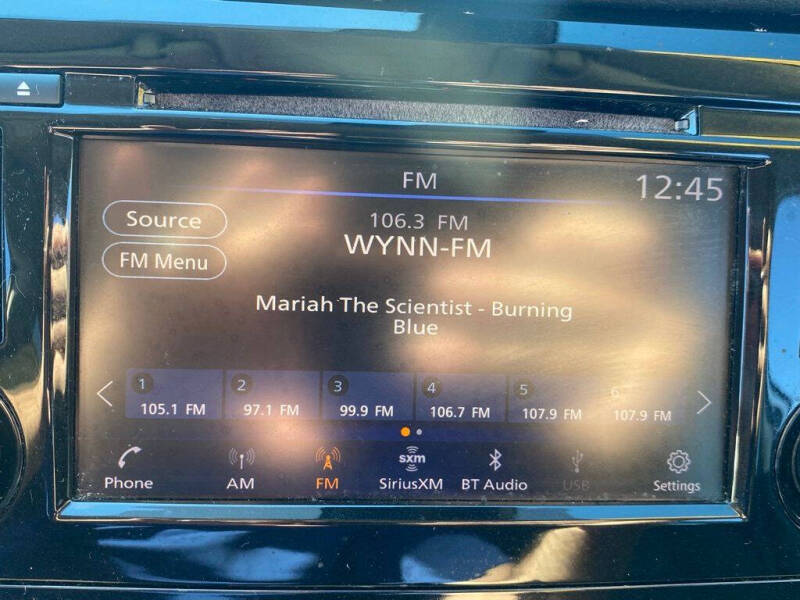 FM
12:45
Source
106.3 FM
WYNN-FM
FM Menu
Mariah The Scientist - Burning
Blue
1 2 3 4 5 6
105.1 FM 97.1 FM 99.9 FM 106.7 FM 107.9 FM 107.9 FM
sxm
Phone AM FM SiriusXM BT Audio USB Settings